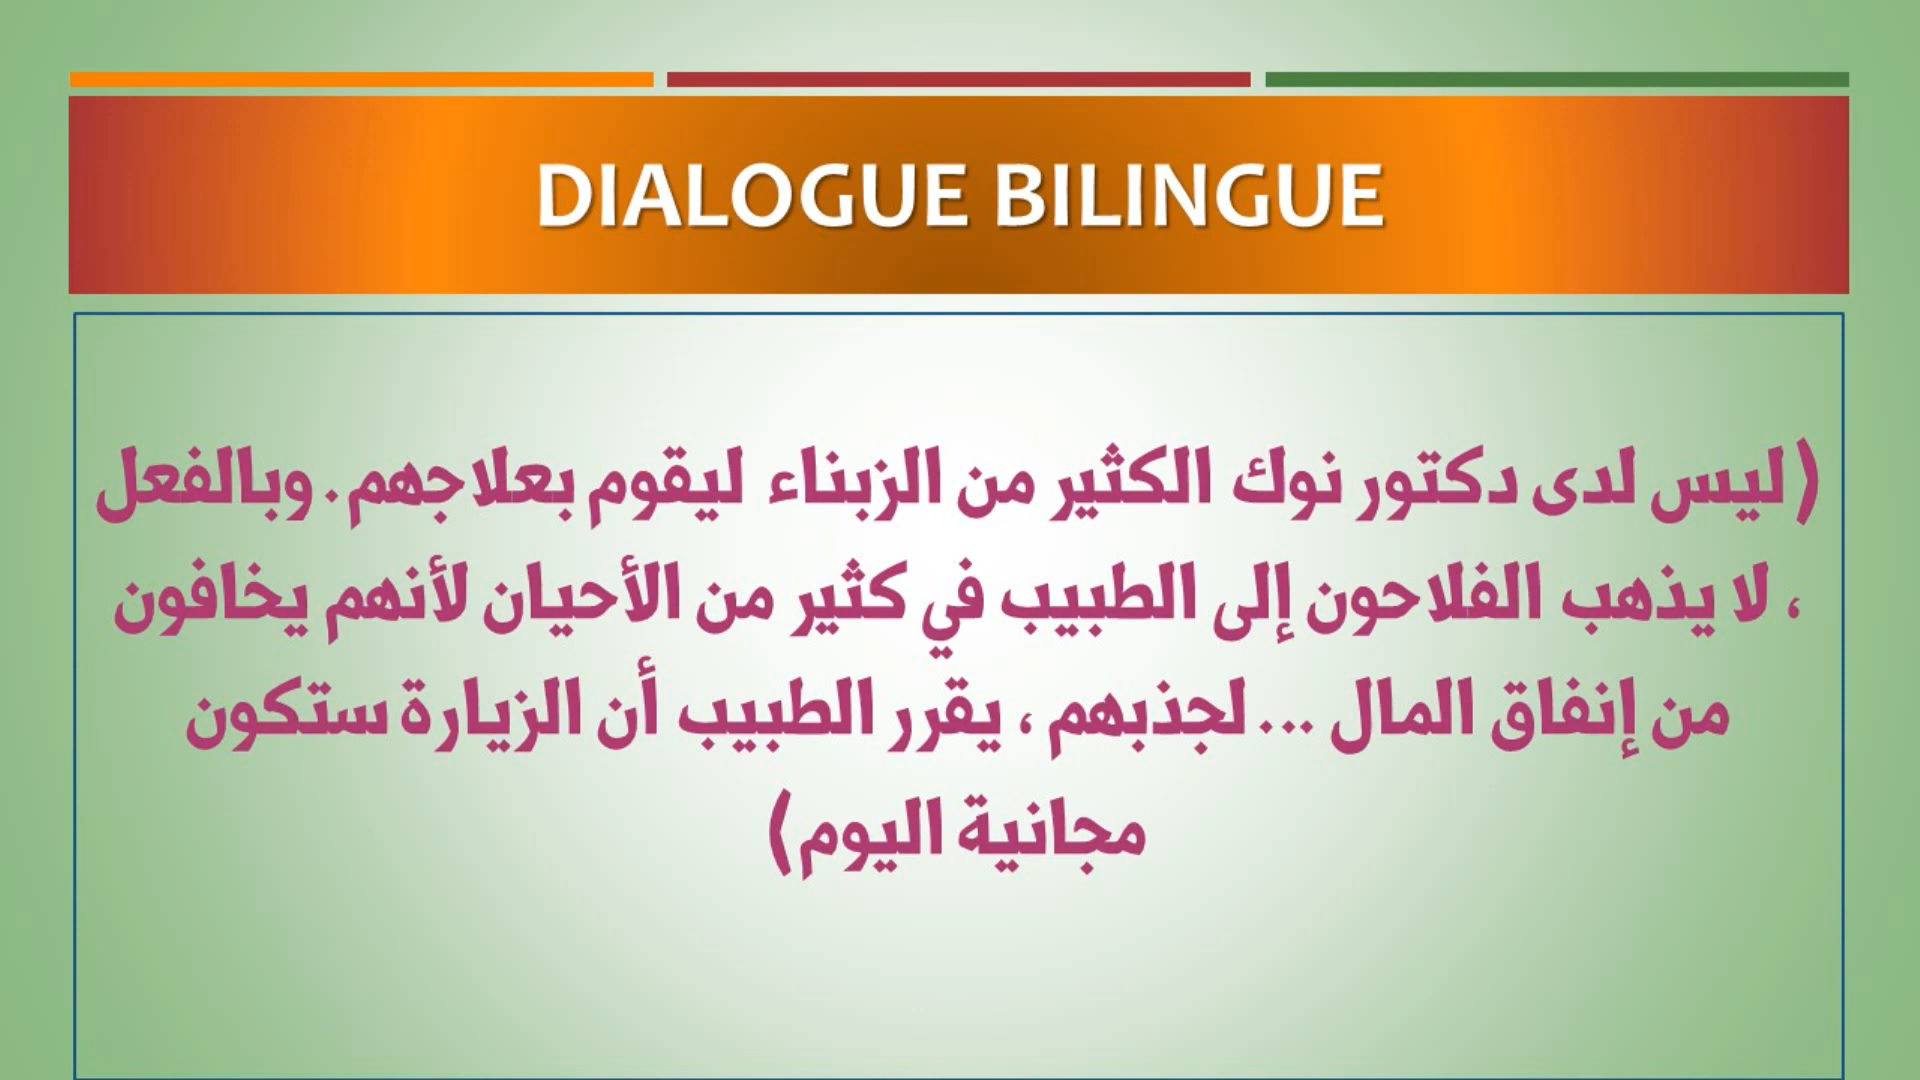 DIALOGUE BILINGUE
(ليس لدى دكتور نوك الكثير من الزبناء ليقوم بعلاجهم. وبالفعل
، لا يذهب الفلاحون إلى الطبيب في كثير من الأحيان لأنهم يخافون
من إنفاق المال ... لجذبهم ، يقرر الطبيب أن الزيارة ستكون
مجانية اليوم)